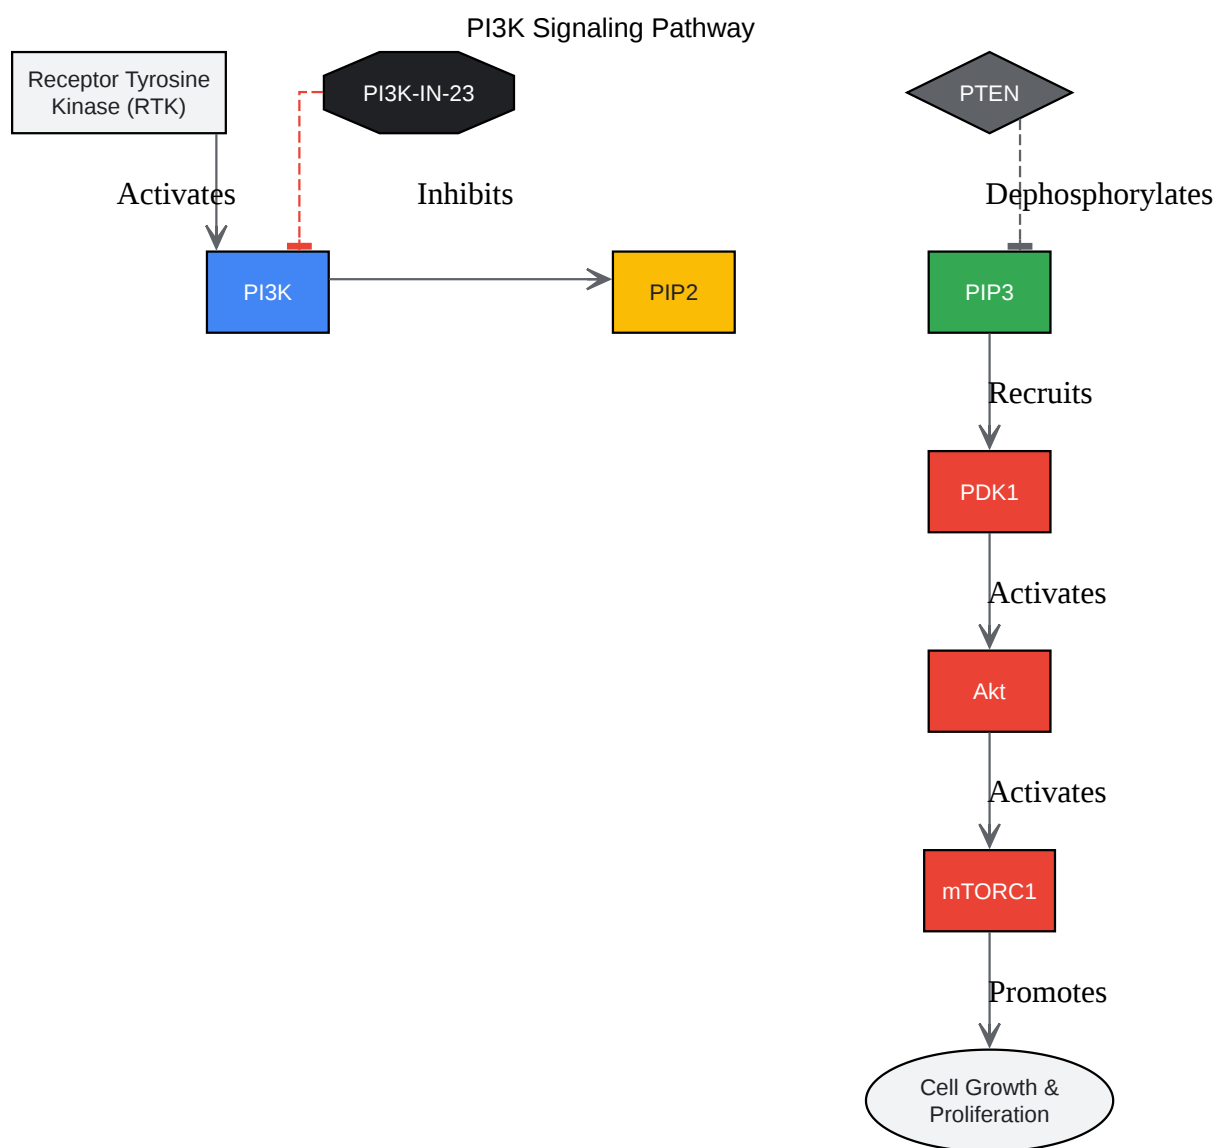 PI3K Signaling Pathway
Receptor Tyrosine
Kinase (RTK)
PI3K-IN-23
PTEN
Activates
Inhibits
Dephosphorylates
PI3K
PIP2
PIP3
Recruits
PDK1
Activates
Akt
Activates
mTORC1
Promotes
Cell Growth &
Proliferation